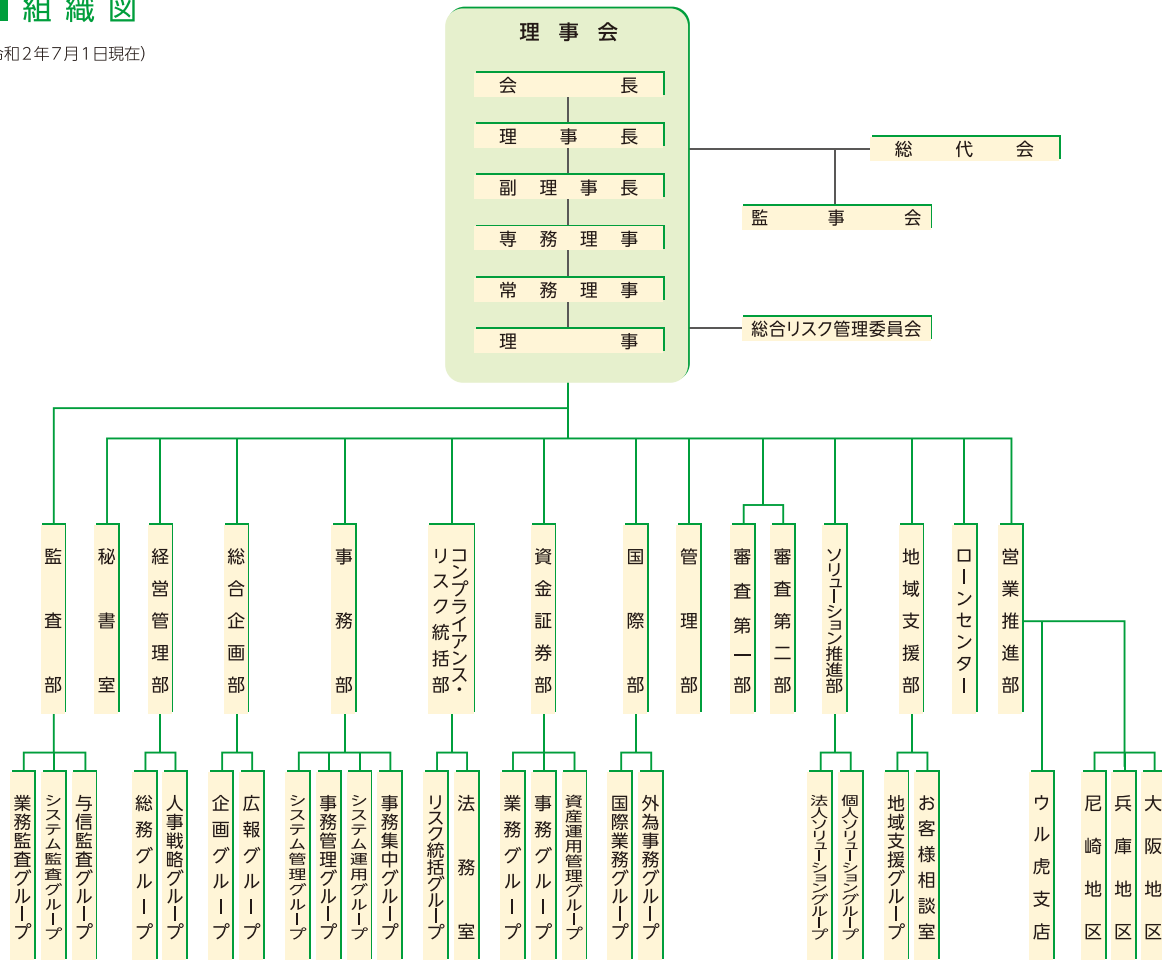 組織図
令和2年7月1日現在)
理事会
会長
理事長
副理事長
専務理事
常務理事
理事
総代会
監事会
総合リスク管理委員会
監査部
秘書室
経営管理部
総合企画部
事務部
コンプライアンス・
リスク統括部
資金証券部
国際部
管理部
審査第一部
審査第二部
ソリューション推進部
地域支援部
ローンセンター
営業推進部
業務監査グループ
システム監査グループ
与信監査グループ
総務グループ
人事戦略グループ
企画グループ
広報グループ
システム管理グループ
事務管理グループ
システム運用グループ
事務集中グループ
リスク統括グループ
法務室
業務グループ
事務グループ
資産運用管理グループ
国際業務グループ
外為事務グループ
法人ソリューショングループ
個人ソリューショングループ
地域支援グループ
お客様相談室
ウル虎支店
尼崎地区
兵庫地区
大阪地区